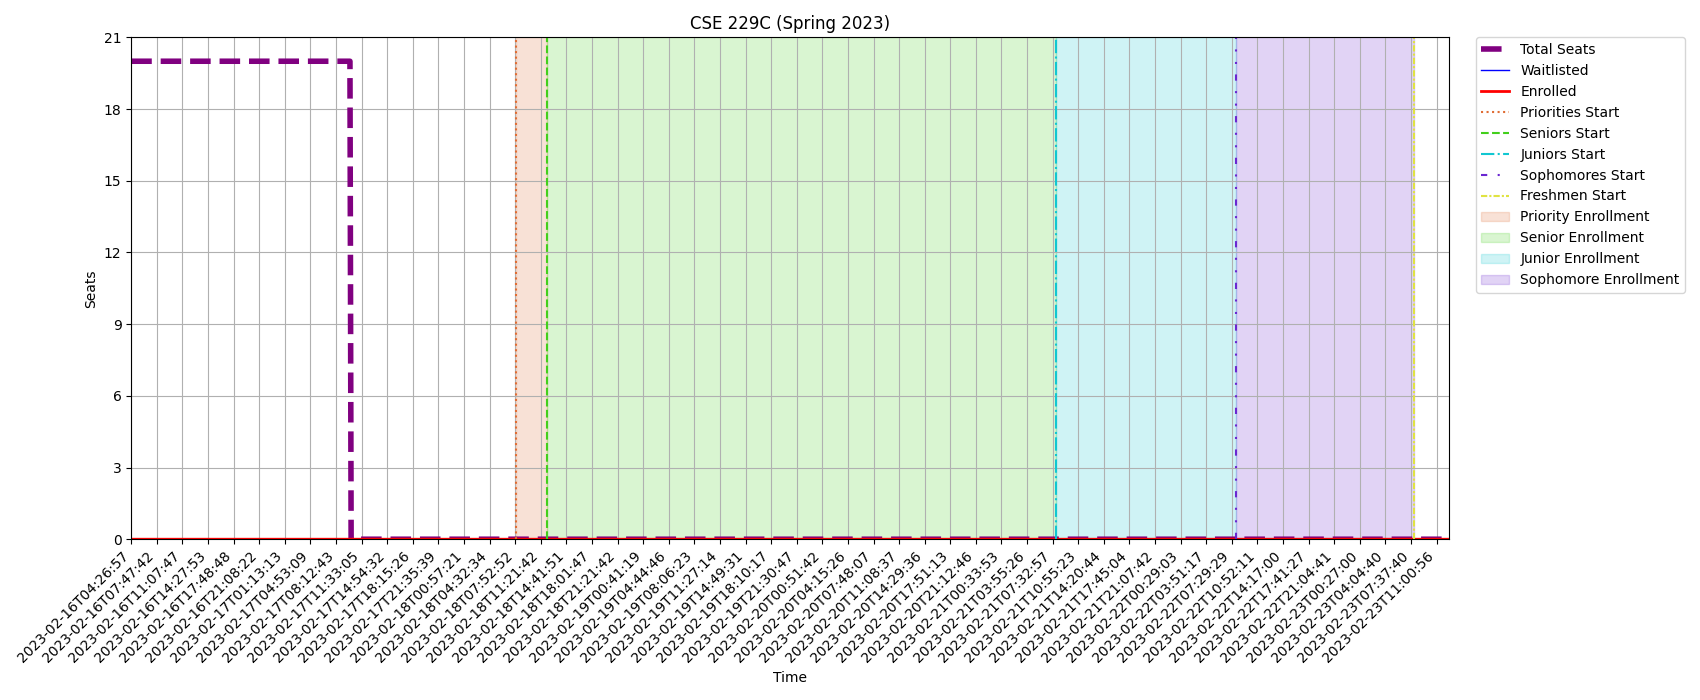 CSE 229C (Spring 2023)
21
18
15
12
9
6
3
0
Seats
2023-02-16T04:26:57
2023-02-16T07:47:42
2023-02-16T11:07:47
2023-02-16T14:27:53
2023-02-16T17:48:48
2023-02-16T21:08:22
2023-02-17T01:13:13
2023-02-17T04:53:09
2023-02-17T08:12:43
2023-02-17T11:33:05
2023-02-17T14:54:32
2023-02-17T18:15:26
2023-02-17T21:35:39
2023-02-18T00:57:21
2023-02-18T04:32:34
2023-02-18T07:52:52
2023-02-18T11:21:42
2023-02-18T14:41:51
2023-02-18T18:01:47
2023-02-18T21:21:42
2023-02-19T00:41:19
2023-02-19T04:44:46
2023-02-19T08:06:23
2023-02-19T11:27:14
2023-02-19T14:49:31
2023-02-19T18:10:17
2023-02-19T21:30:47
2023-02-20T00:51:42
2023-02-20T04:15:26
2023-02-20T07:48:07
2023-02-20T11:08:37
2023-02-20T14:29:36
2023-02-20T17:51:13
2023-02-20T21:12:46
2023-02-21T00:33:53
2023-02-21T03:55:26
2023-02-21T07:32:57
2023-02-21T10:55:23
2023-02-21T14:20:44
2023-02-21T17:45:04
2023-02-21T21:07:42
2023-02-22T00:29:03
2023-02-22T03:51:17
2023-02-22T07:29:29
2023-02-22T10:52:11
2023-02-22T14:17:00
2023-02-22T17:41:27
2023-02-22T21:04:41
2023-02-23T00:27:00
2023-02-23T04:04:40
2023-02-23T07:37:40
2023-02-23T11:00:56
Time
Total Seats
Waitlisted
Enrolled
Priorities Start
Seniors Start
Juniors Start
Sophomores Start
Freshmen Start
Priority Enrollment
Senior Enrollment
Junior Enrollment
Sophomore Enrollment